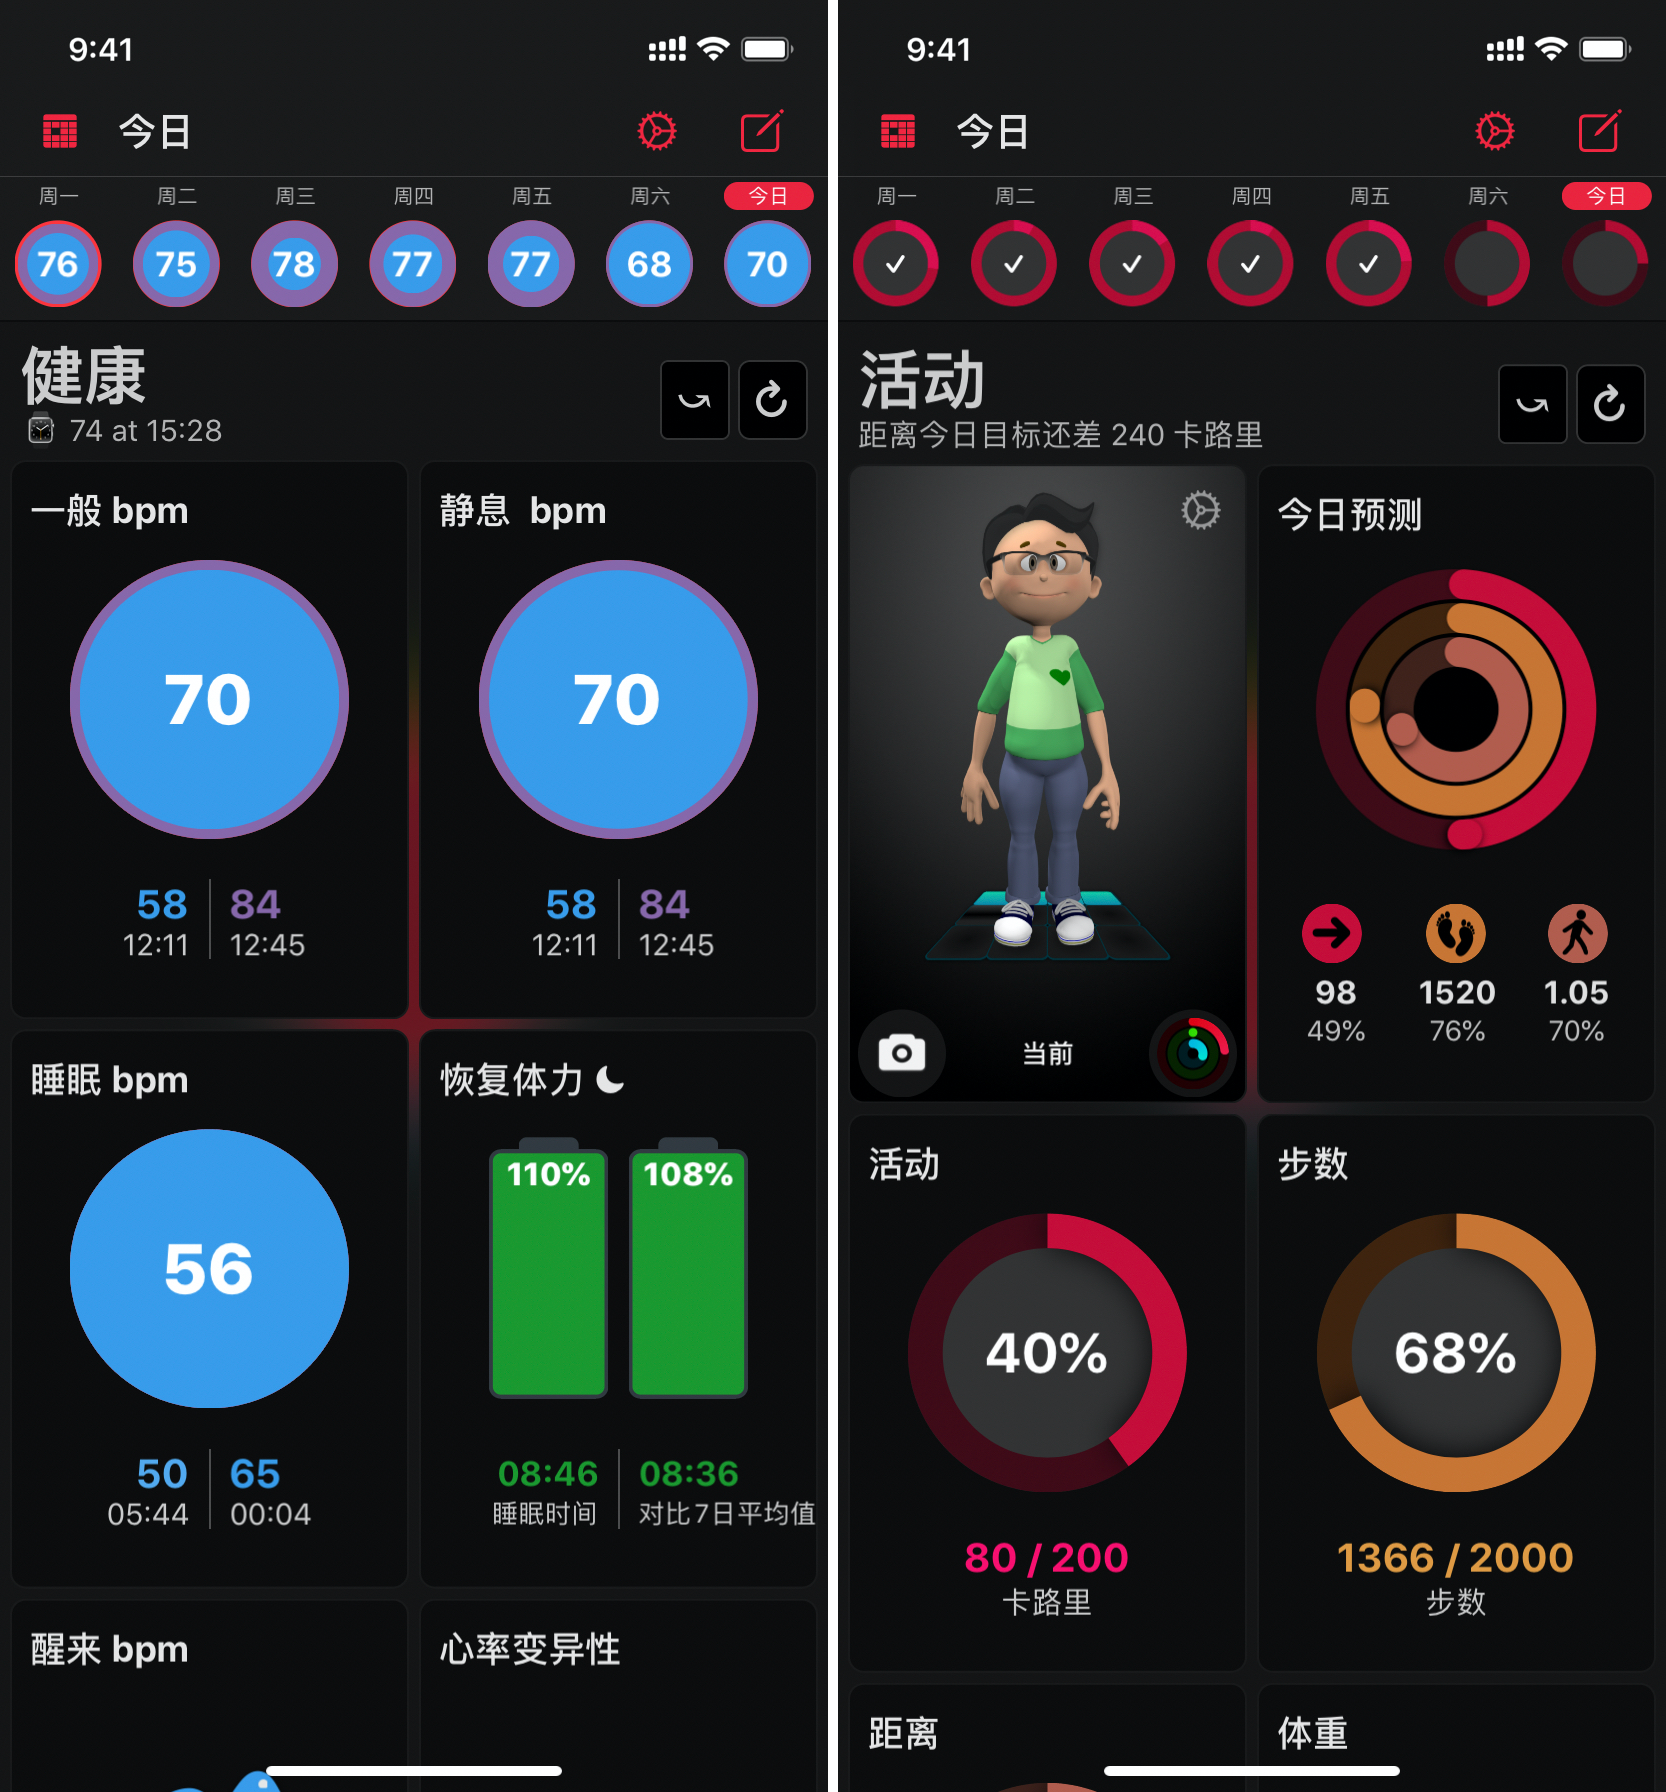 9:41
今日
周一 周二 周三 周四 周五 周六 今日
76 75 78 77 77 68 70
健康
74 at 15:28
一般 bpm
70
58 84
12:11 12:45
静息 bpm
70
58 84
12:11 12:45
睡眠 bpm
56
50 65
05:44 00:04
恢复体力
110% 108%
08:46 08:36
睡眠时间 对比7日平均值
醒来 bpm
心率变异性
9:41
今日
周一 周二 周三 周四 周五 周六 今日
活动
距离今日目标还差 240 卡路里
当前
今日预测
98 1520 1.05
49% 76% 70%
活动
40%
80 / 200
卡路里
步数
68%
1366 / 2000
步数
距离
体重